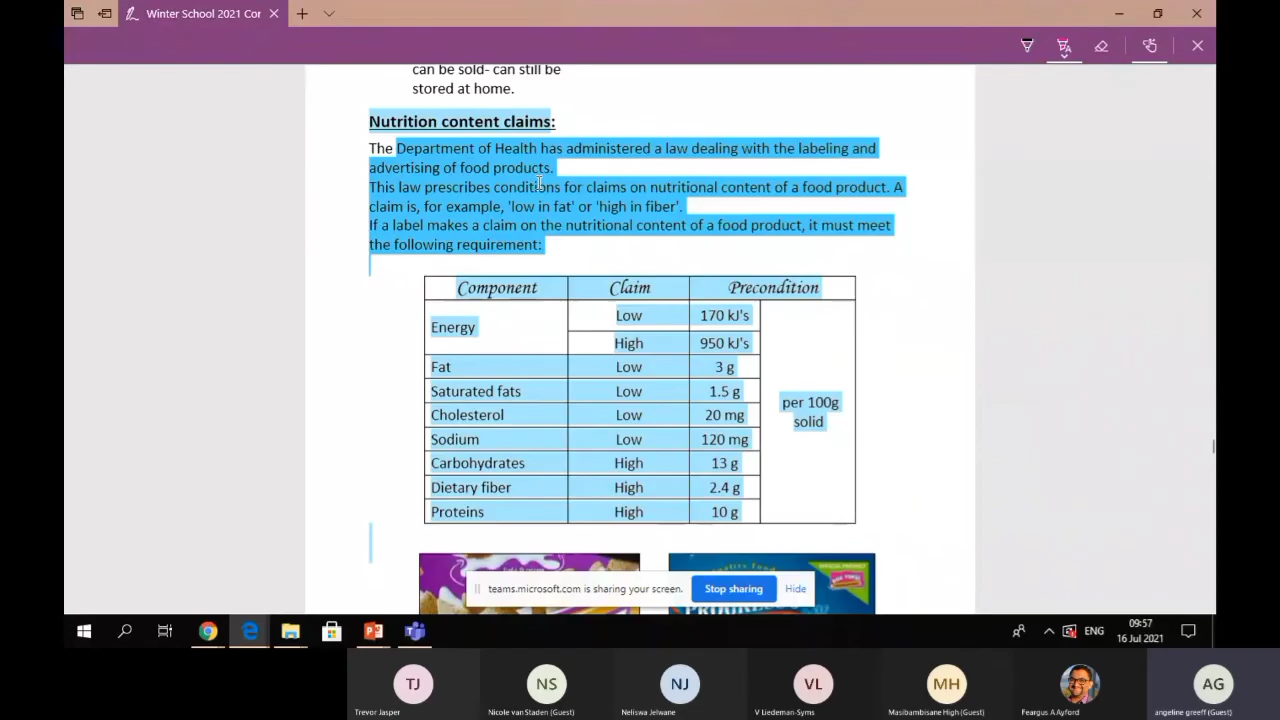 Winter School 2021 Cor
can be sold- can still be
stored at home.
Nutrition content claims:
The Department of Health has administered a law dealing with the labeling and
advertising of food products.
This law prescribes conditions for claims on nutritional content of a food product. A
claim is, for example, 'low in fat' or 'high in fiber'.
If a label makes a claim on the nutritional content of a food product, it must meet
the following requirement:
Component Claim Precondition
Energy Low 170 kJ's
High 950 kJ's
Fat Low 3 g
Saturated fats Low 1.5 g
per 100g
solid
Cholesterol Low 20 mg
Sodium Low 120 mg
Carbohydrates High 13 g
Dietary fiber High 2.4 g
Proteins High 10 g
teams.microsoft.com is sharing your screen. Stop sharing Hide
ENG
09:57
16 Jul 2021
TJ NS NJ VL MH AG
Trevor Jasper Nicole van Staden (Guest) Neliswa Jelwane V Liedeman-Syms Masibambisane High (Guest) Feargus A Ayford angeline greeff (Guest)